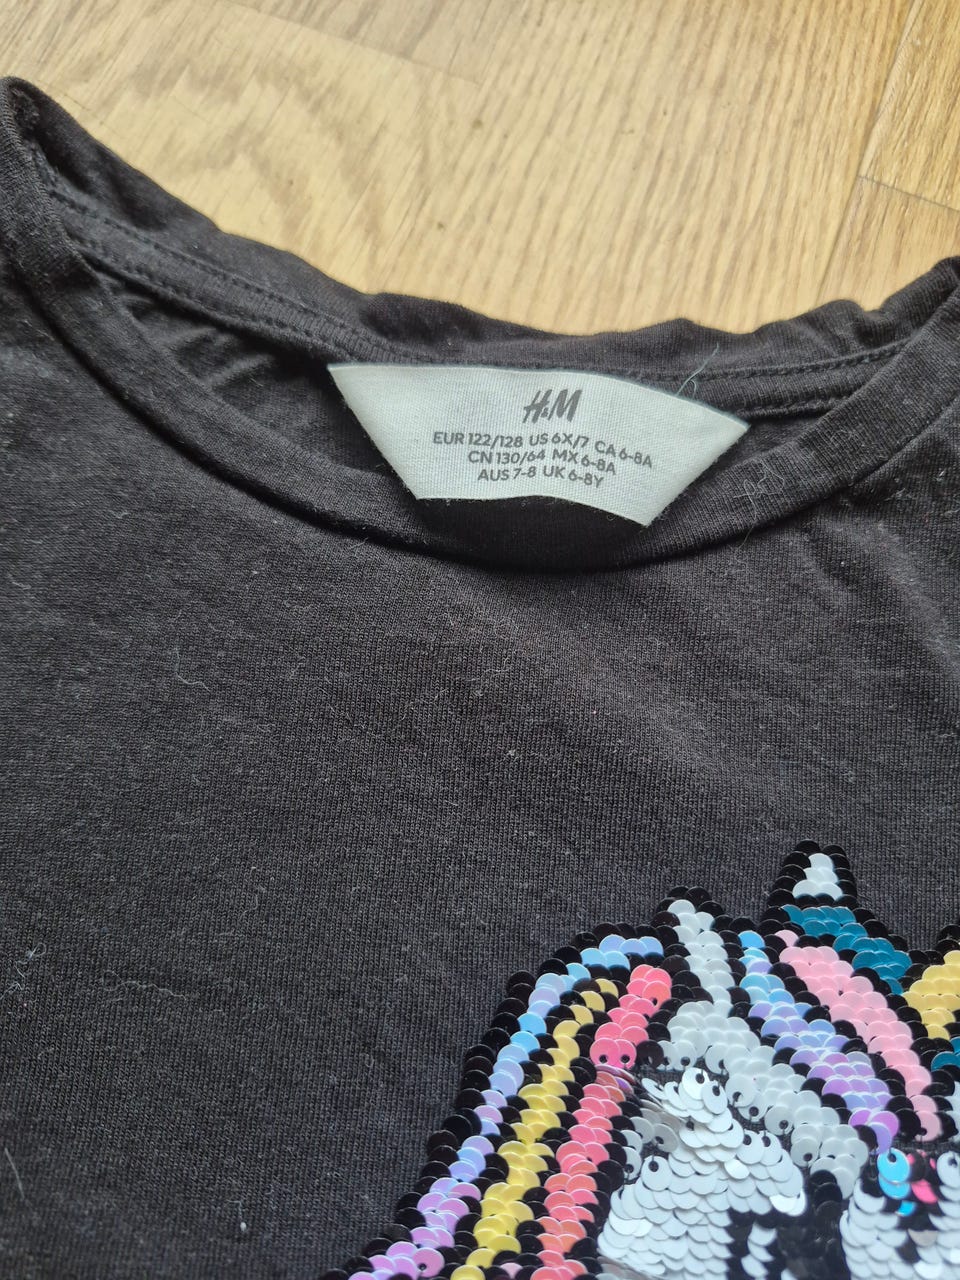 H&M
EUR 122/128 US 6X/7 CA 6-8A
CN 130/64 MX 6-8A
AUS 7-8 UK 6-8Y